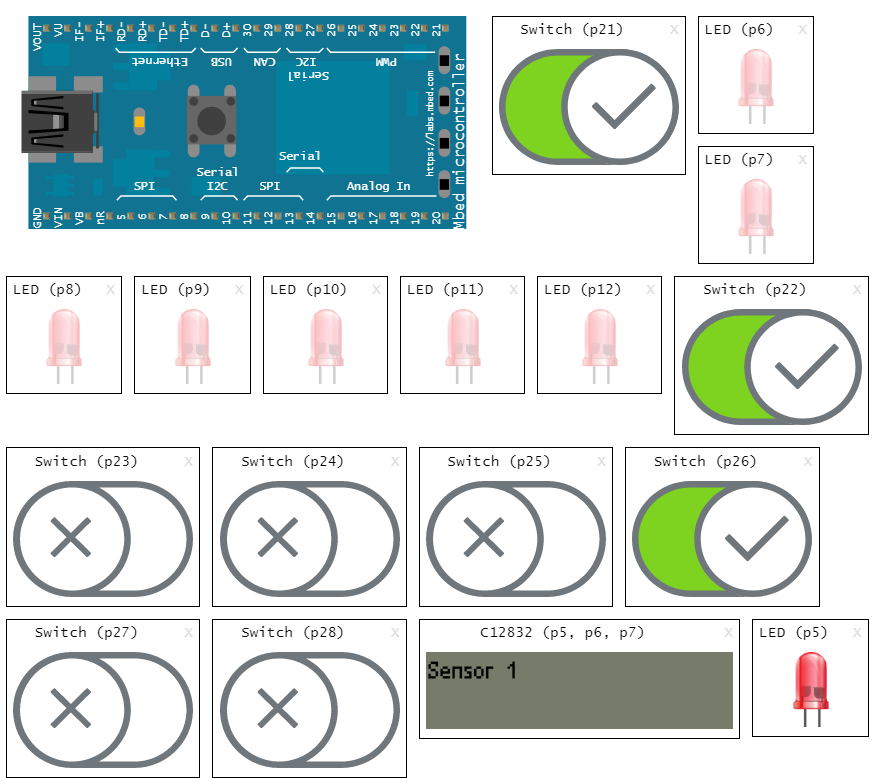 VOUT VU IF- IF+ RD- RD+ TD- TD+ D- D+ 30 29 28 27 26 25 24 23 22 21
Ethernet USB CAN I2C PWM
Serial
https://labs.mbed.com
Mbed microcontroller
Serial
Serial
SPI I2C SPI Analog In
GND VIN VB nR 5 6 7 8 9 10 11 12 13 14 15 16 17 18 19 20
Switch (p21) x
LED (p6) x
LED (p7) x
LED (p8) x
LED (p9) x
LED (p10) x
LED (p11) x
LED (p12) x
Switch (p22) x
Switch (p23) x
Switch (p24) x
Switch (p25) x
Switch (p26) x
Switch (p27) x
Switch (p28) x
C12832 (p5, p6, p7) x
Sensor 1
LED (p5) x